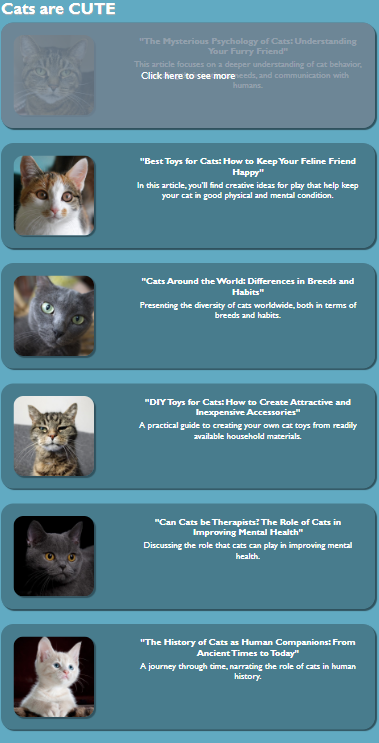 Cats are CUTE
"The Mysterious Psychology of Cats: Understanding
Your Furry Friend"
This article focuses on a deeper understanding of cat behavior,
Click here to see more
needs, and communication with
humans.
"Best Toys for Cats: How to Keep Your Feline Friend
Happy"
In this article, you'll find creative ideas for play that help keep
your cat in good physical and mental condition.
"Cats Around the World: Differences in Breeds and
Habits"
Presenting the diversity of cats worldwide, both in terms of
breeds and habits.
"DIY Toys for Cats: How to Create Attractive and
Inexpensive Accessories"
A practical guide to creating your own cat toys from readily
available household materials.
"Can Cats be Therapists? The Role of Cats in
Improving Mental Health"
Discussing the role that cats can play in improving mental
health.
"The History of Cats as Human Companions: From
Ancient Times to Today"
A journey through time, narrating the role of cats in human
history.